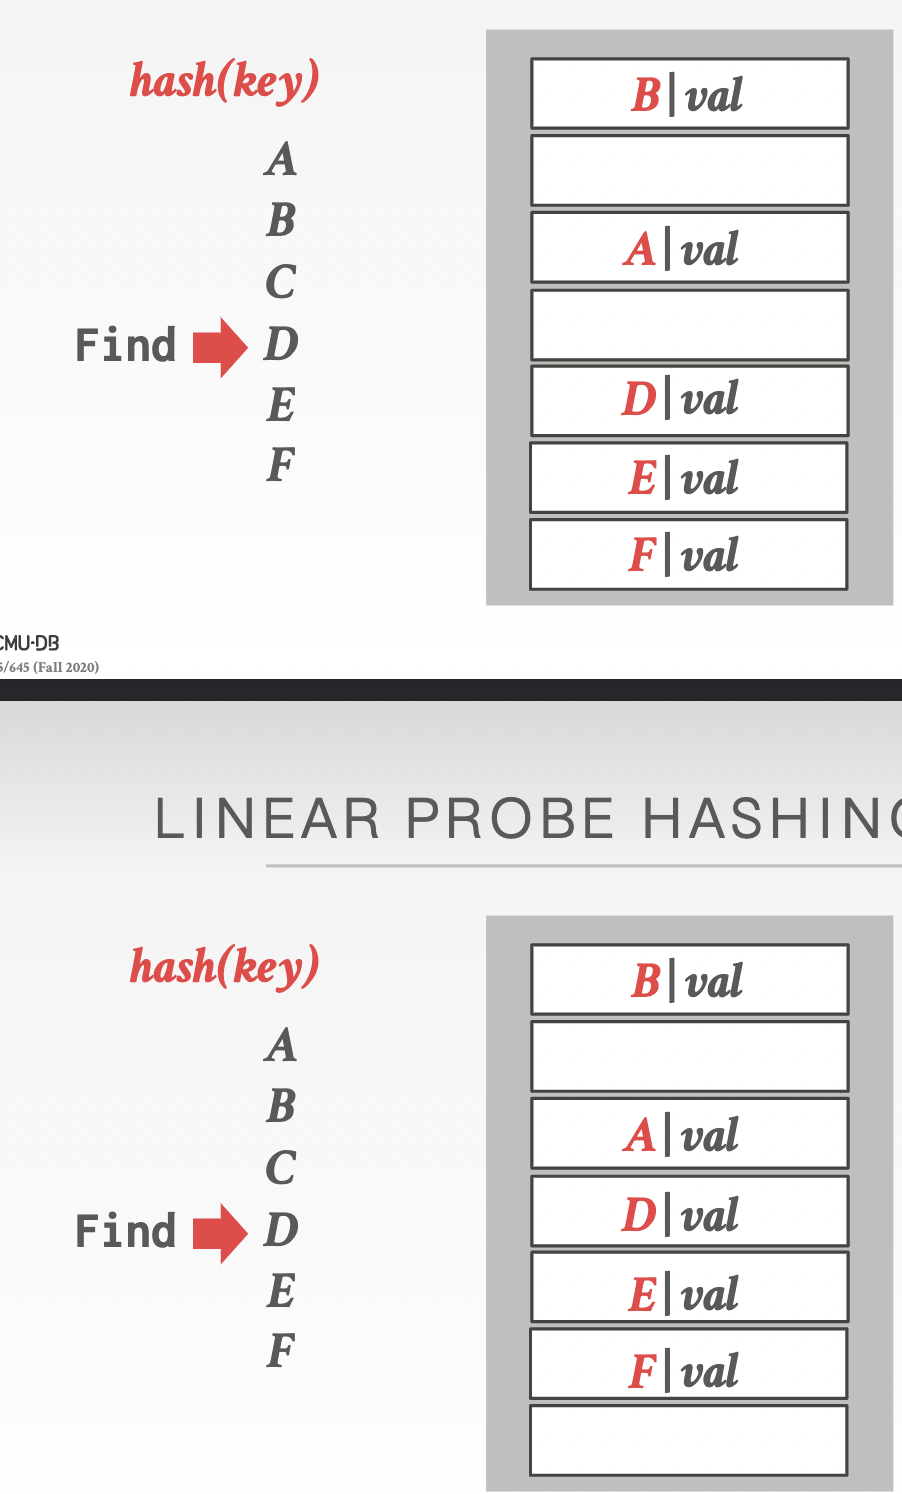 hash(key)
A
B
C
Find D
E
F
B|val
A|val
D|val
E|val
F|val
CMU·DB
5/645 (Fall 2020)
LINEAR PROBE HASHING
hash(key)
A
B
C
Find D
E
F
B|val
A|val
D|val
E|val
F|val